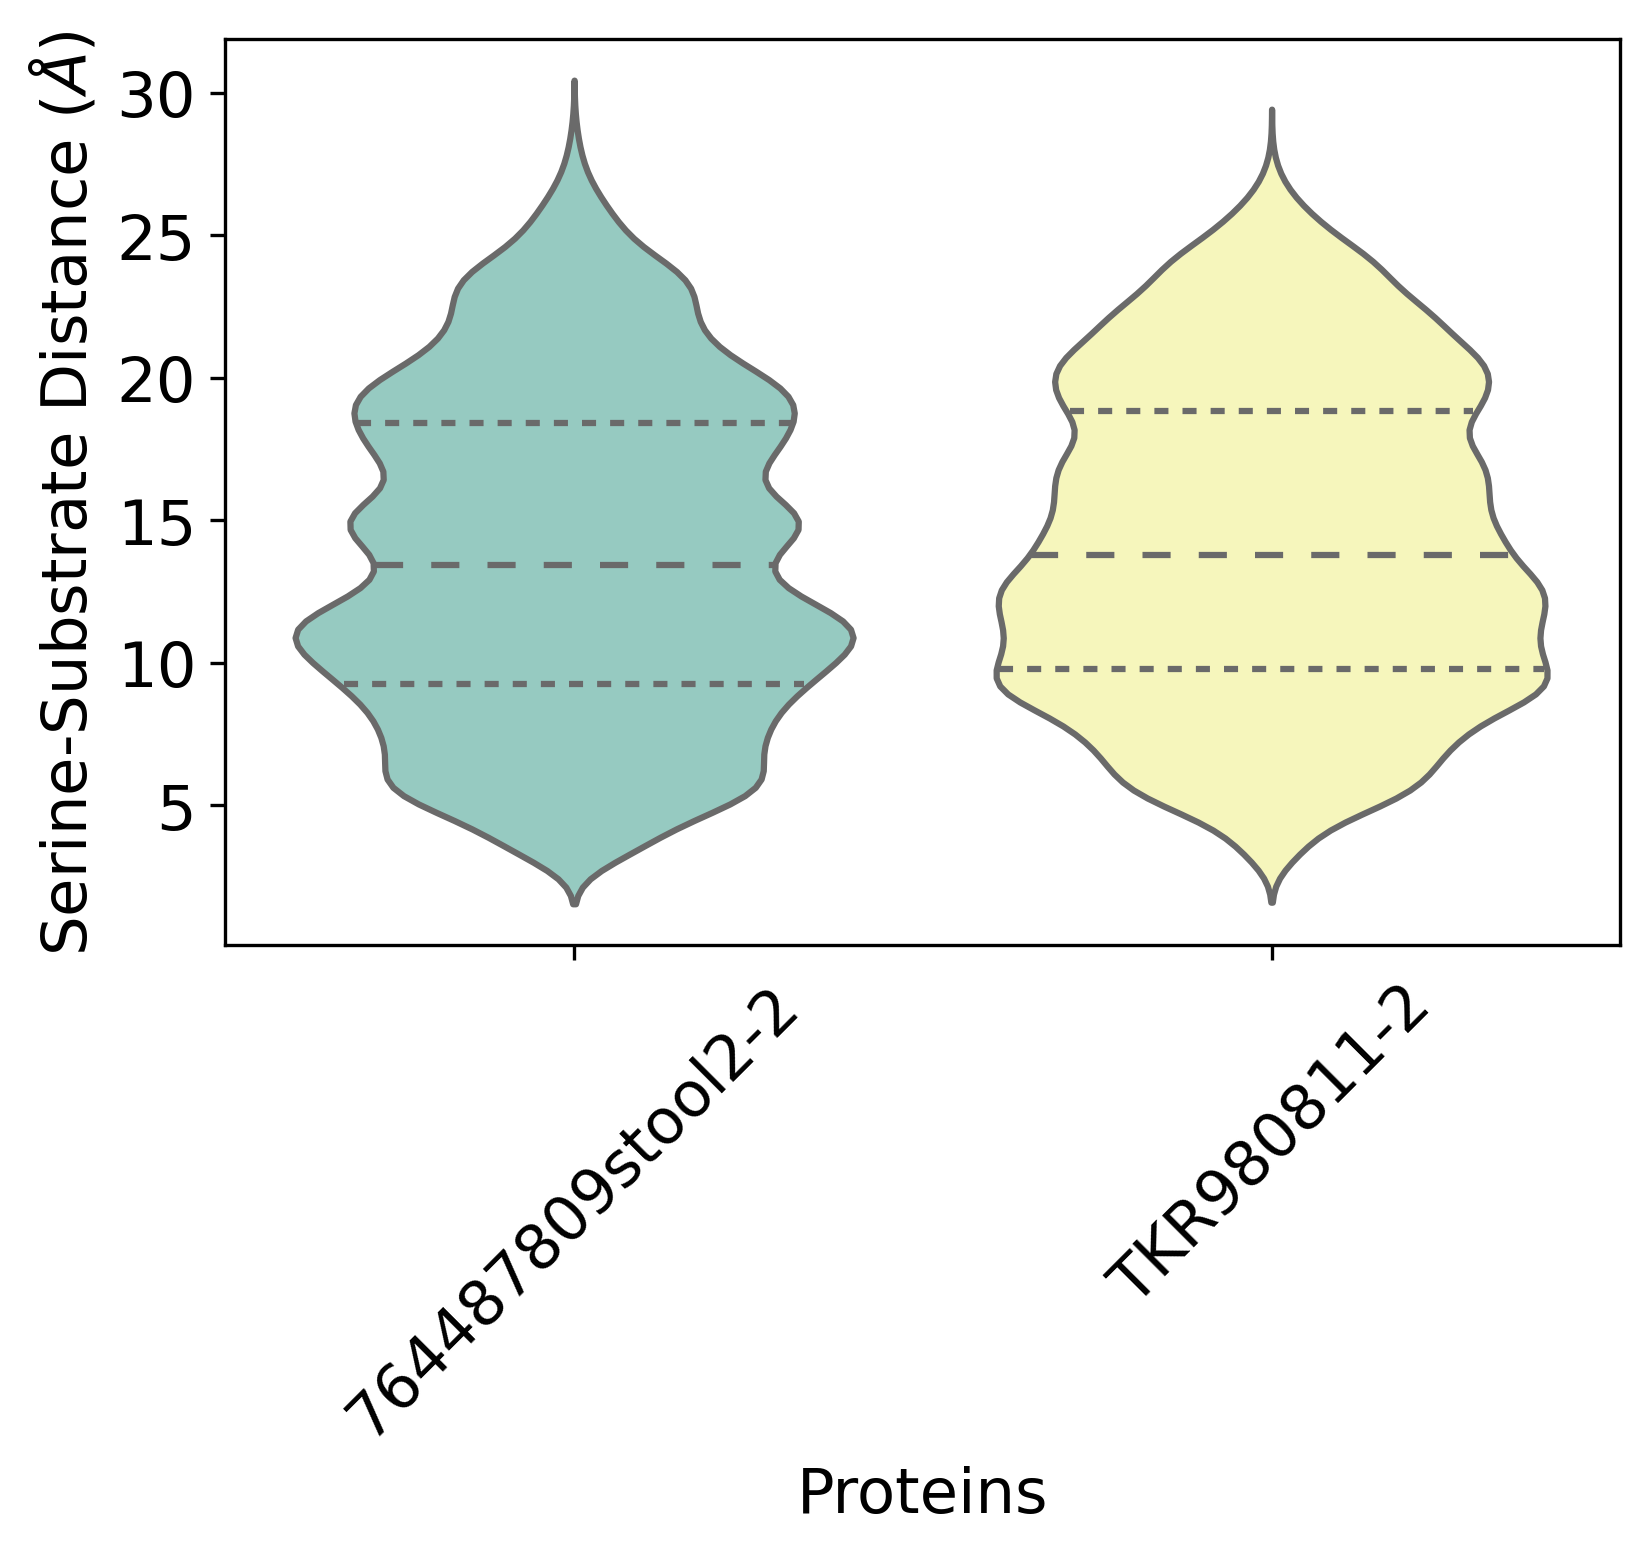 Serine-Substrate Distance (Å)
30
25
20
15
10
5
764487809stool2-2
TKR980811-2
Proteins